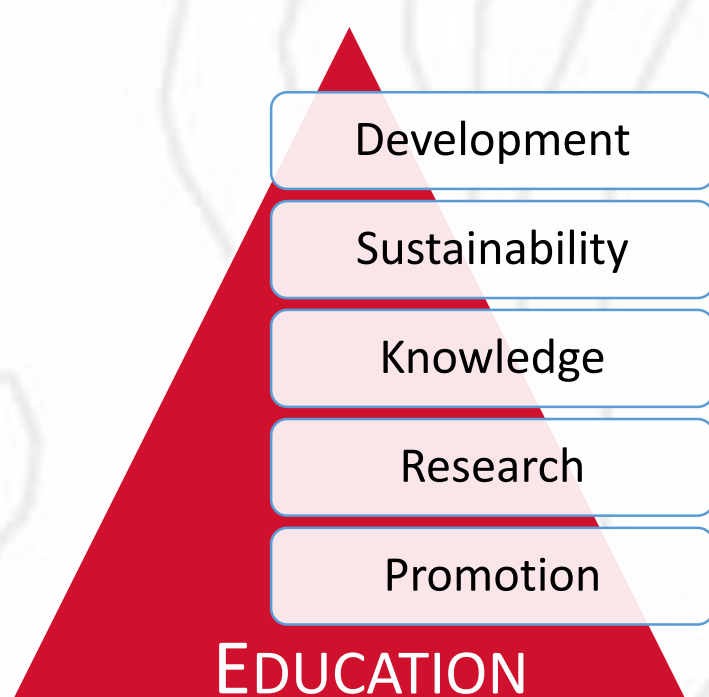 Development
Sustainability
Knowledge
Research
Promotion
EDUCATION